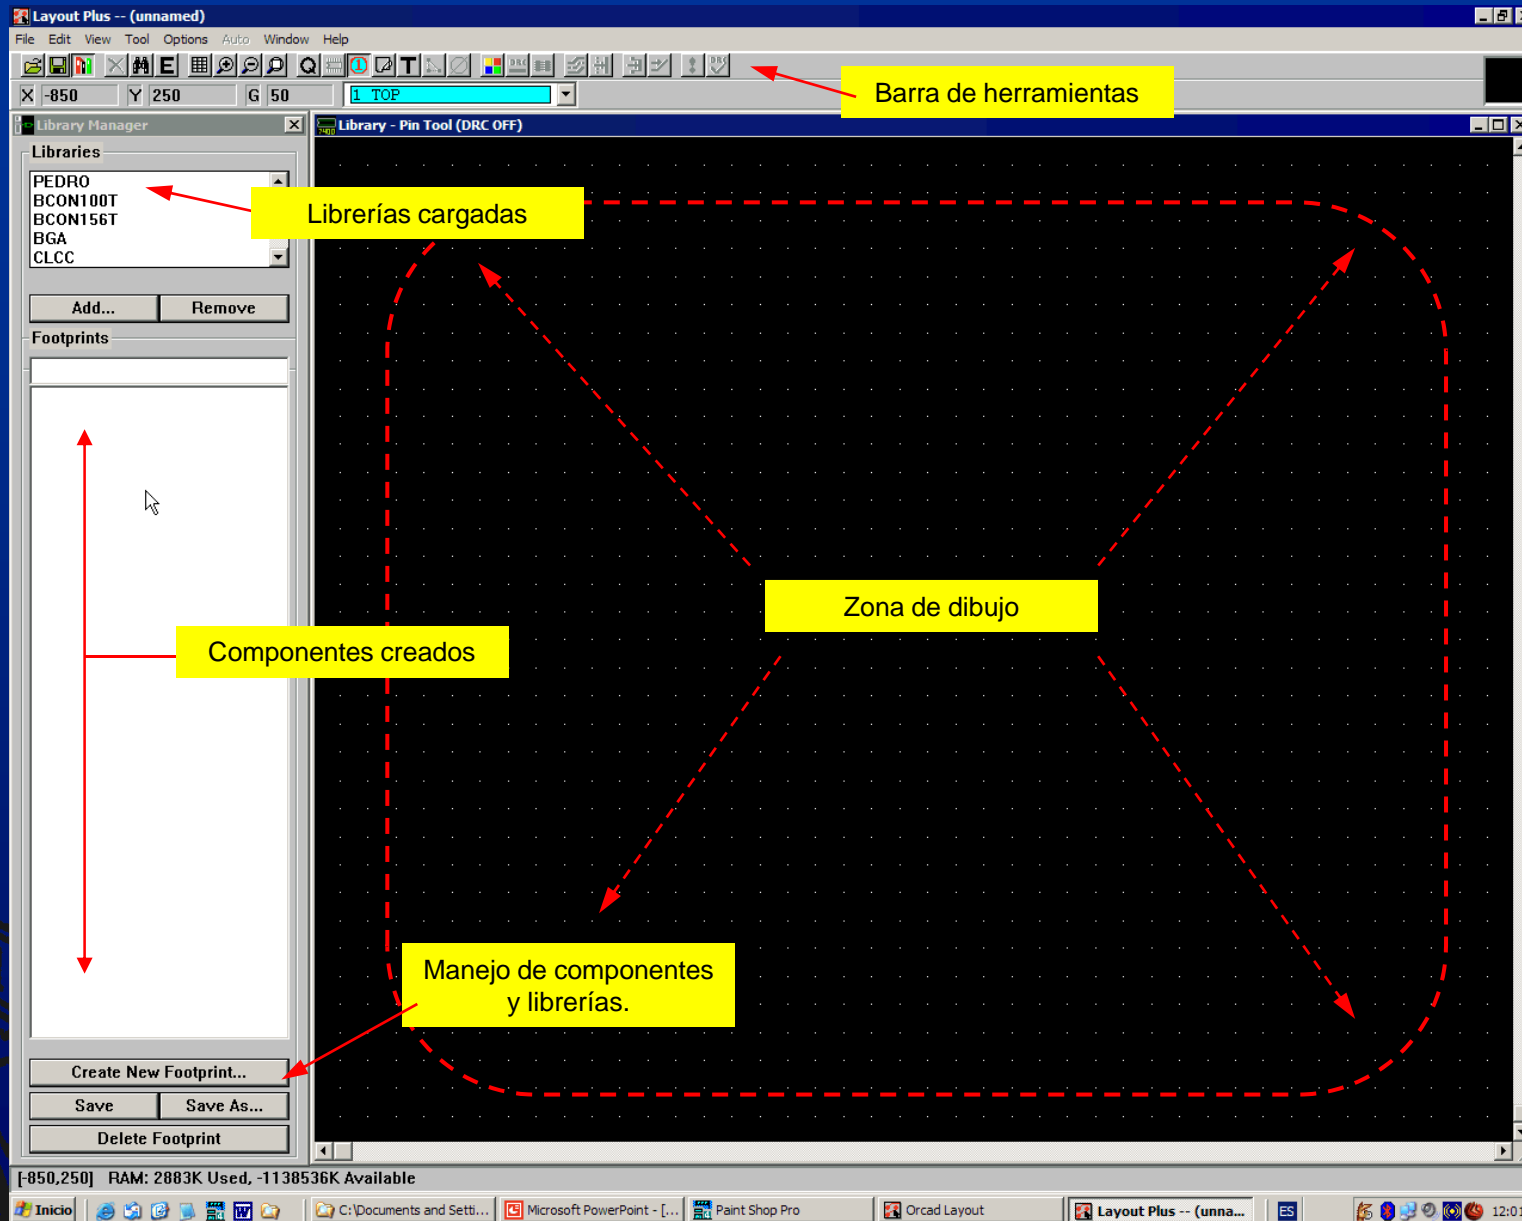 Layout Plus -- (unnamed)
File Edit View Tool Options Auto Window Help
E Q 1 T
X -850 Y 250 G 50 1 TOP
Barra de herramientas
Library Manager
Library - Pin Tool (DRC OFF)
Libraries
PEDRO
BCON100T
BCON156T
BGA
CLCC
Librerías cargadas
Add... Remove
Footprints
Zona de dibujo
Componentes creados
Manejo de componentes
y librerías.
Create New Footprint...
Save Save As...
Delete Footprint
[-850,250] RAM: 2883K Used, -1138536K Available
Inicio C:\Documents and Setti... Microsoft PowerPoint - [... Paint Shop Pro Orcad Layout Layout Plus -- (unna... ES 12:01